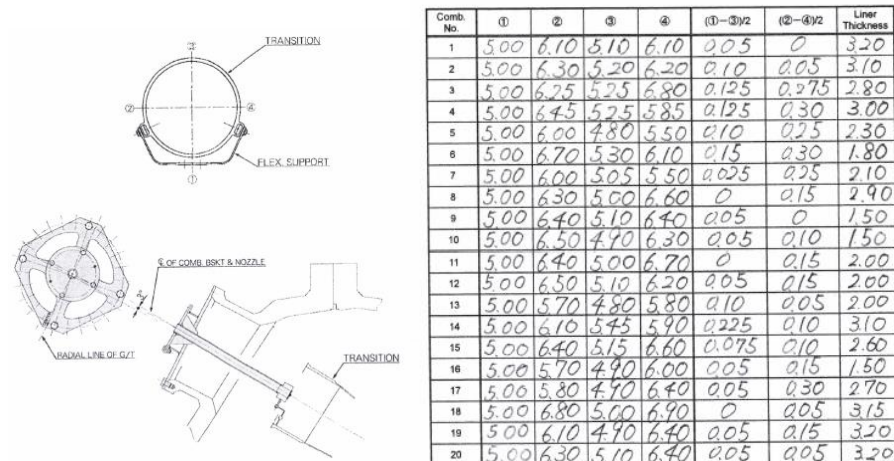 ③
TRANSITION
② ④
FLEX. SUPPORT
①
℄ OF COMB. BSKT & NOZZLE
2°
RADIAL LINE OF G/T
TRANSITION
Comb. No. ① ② ③ ④ (①-③)/2 (②-④)/2 Liner Thickness
1 5.00 6.10 5.10 6.10 0.05 0 3.20
2 5.00 6.30 5.20 6.20 0.10 0.05 3.10
3 5.00 6.25 5.25 6.80 0.125 0.275 2.80
4 5.00 6.45 5.25 5.85 0.125 0.30 3.00
5 5.00 6.00 4.80 5.50 0.10 0.25 2.30
6 5.00 6.70 5.30 6.10 0.15 0.30 1.80
7 5.00 6.00 5.05 5.50 0.025 0.25 2.10
8 5.00 6.30 5.00 6.60 0 0.15 2.90
9 5.00 6.40 5.10 6.40 0.05 0 1.50
10 5.00 6.50 4.90 6.30 0.05 0.10 1.50
11 5.00 6.40 5.00 6.70 0 0.15 2.00
12 5.00 6.50 5.10 6.20 0.05 0.15 2.00
13 5.00 5.70 4.80 5.80 0.10 0.05 2.00
14 5.00 6.10 5.45 5.90 0.225 0.10 3.10
15 5.00 6.40 5.15 6.60 0.075 0.10 2.60
16 5.00 5.70 4.90 6.00 0.05 0.15 1.50
17 5.00 5.80 4.90 6.40 0.05 0.30 2.70
18 5.00 6.80 5.00 6.90 0 0.05 3.15
19 5.00 6.10 4.90 6.40 0.05 0.15 3.20
20 5.00 6.30 5.10 6.40 0.05 0.05 3.20